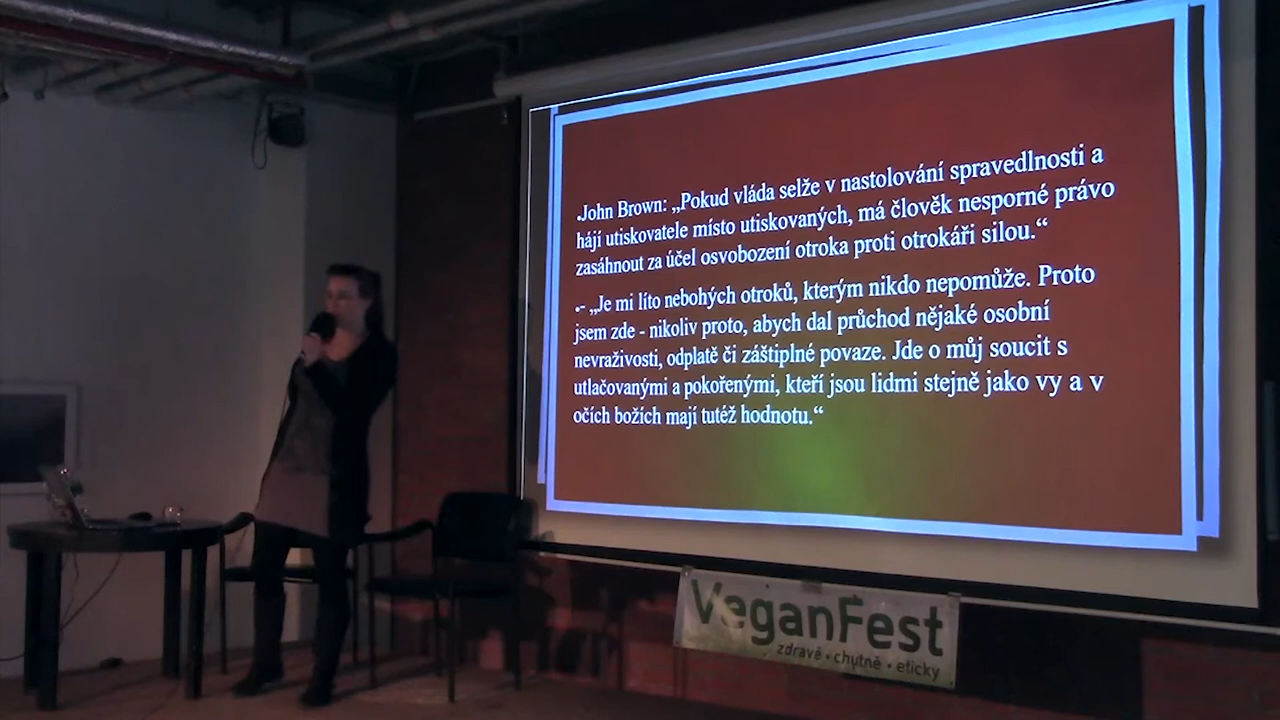 •John Brown: „Pokud vláda selže v nastolování spravedlnosti a
hájí utiskovatele místo utiskovaných, má člověk nesporné právo
zasáhnout za účel osvobození otroka proti otrokáři silou.“
•- „Je mi líto nebohých otroků, kterým nikdo nepomůže. Proto
jsem zde - nikoliv proto, abych dal průchod nějaké osobní
nevraživosti, odplatě či záštiplné povaze. Jde o můj soucit s
utlačovanými a pokořenými, kteří jsou lidmi stejně jako vy a v
očích božích mají tutéž hodnotu.“
VeganFest
zdravě • chutně • eticky